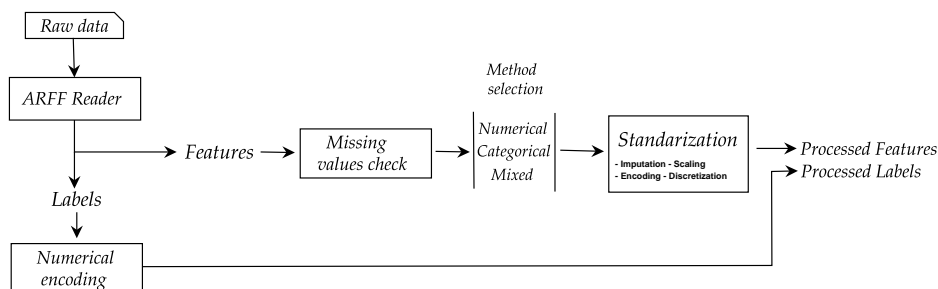 Raw data
ARFF Reader
Features
Missing
values check
Method
selection
Numerical
Categorical
Mixed
Standarization
- Imputation - Scaling
- Encoding - Discretization
Processed Features
Processed Labels
Labels
Numerical
encoding